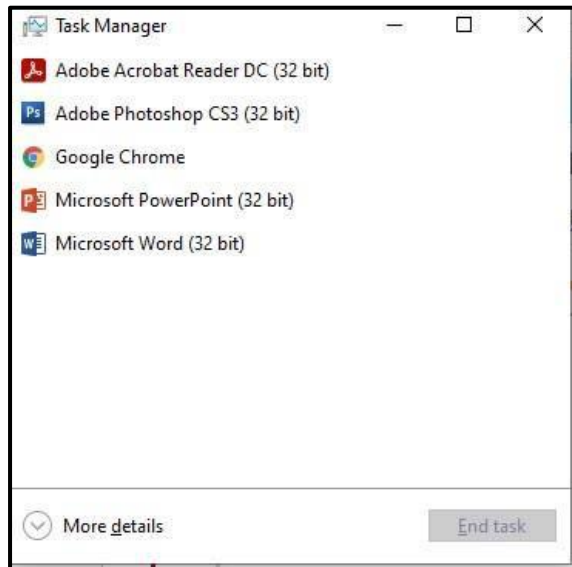 Task Manager
Adobe Acrobat Reader DC (32 bit)
Ps Adobe Photoshop CS3 (32 bit)
Google Chrome
Microsoft PowerPoint (32 bit)
Microsoft Word (32 bit)
More details End task